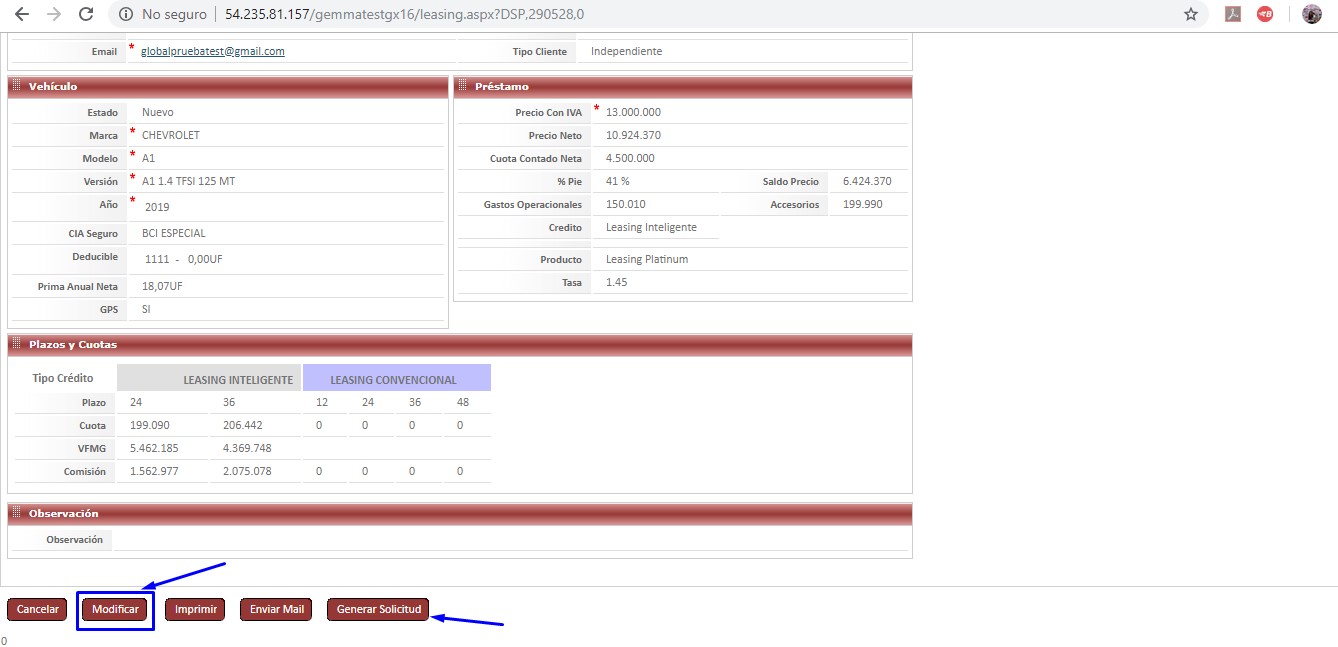 No seguro | 54.235.81.157/gemmatestgx16/leasing.aspx?DSP,290528,0
Email * globalpruebatest@gmail.com Tipo Cliente Independiente
Vehículo
Estado Nuevo
Marca * CHEVROLET
Modelo * A1
Versión * A1 1.4 TFSI 125 MT
Año * 2019
CIA Seguro BCI ESPECIAL
Deducible 1111 - 0,00UF
Prima Anual Neta 18,07UF
GPS SI
Préstamo
Precio Con IVA * 13.000.000
Precio Neto 10.924.370
Cuota Contado Neta 4.500.000
% Pie 41 % Saldo Precio 6.424.370
Gastos Operacionales 150.010 Accesorios 199.990
Credito Leasing Inteligente
Producto Leasing Platinum
Tasa 1.45
Plazos y Cuotas
Tipo Crédito LEASING INTELIGENTE LEASING CONVENCIONAL
Plazo 24 36 12 24 36 48
Cuota 199.090 206.442 0 0 0 0
VFMG 5.462.185 4.369.748
Comisión 1.562.977 2.075.078 0 0 0 0
Observación
Observación
Cancelar Modificar Imprimir Enviar Mail Generar Solicitud
0